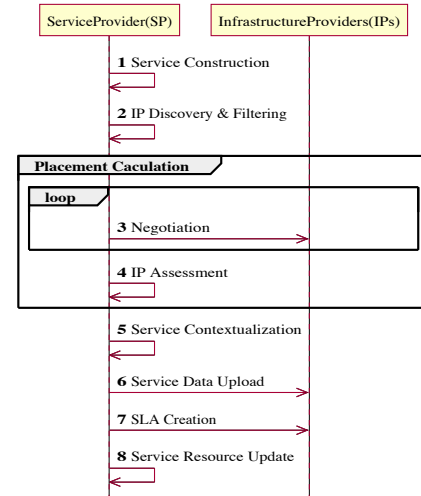 ServiceProvider(SP) InfrastructureProviders(IPs)
1 Service Construction
2 IP Discovery & Filtering
Placement Caculation
loop
3 Negotiation
4 IP Assessment
5 Service Contextualization
6 Service Data Upload
7 SLA Creation
8 Service Resource Update